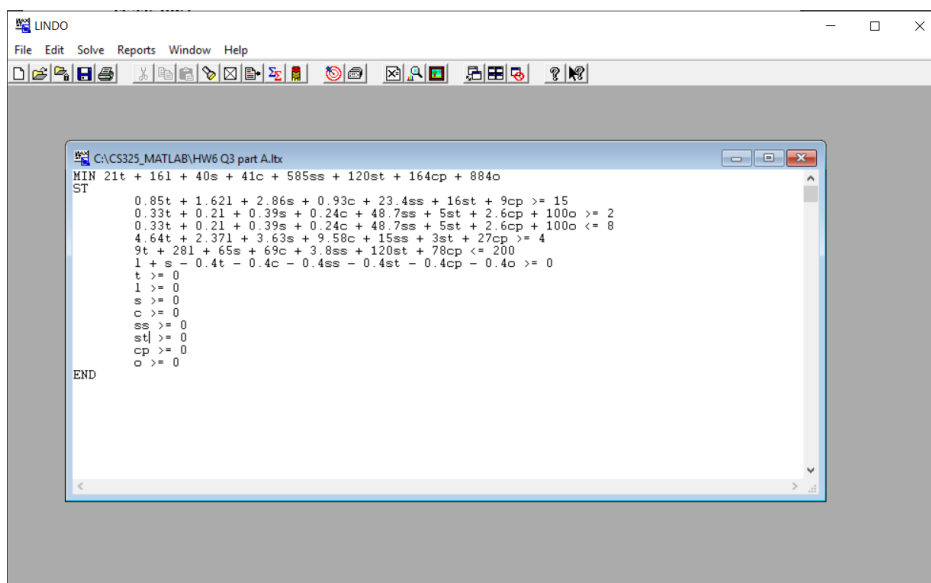 LINDO
File Edit Solve Reports Window Help
C:\CS325_MATLAB\HW6 Q3 part A.ltx
MIN 21t + 16l + 40s + 41c + 585ss + 120st + 164cp + 884o
ST
0.85t + 1.62l + 2.86s + 0.93c + 23.4ss + 16st + 9cp >= 15
0.33t + 0.2l + 0.39s + 0.24c + 48.7ss + 5st + 2.6cp + 100o >= 2
0.33t + 0.2l + 0.39s + 0.24c + 48.7ss + 5st + 2.6cp + 100o <= 8
4.64t + 2.37l + 3.63s + 9.58c + 15ss + 3st + 27cp >= 4
9t + 28l + 65s + 69c + 3.8ss + 120st + 78cp <= 200
l + s - 0.4t - 0.4c - 0.4ss - 0.4st - 0.4cp - 0.4o >= 0
t >= 0
l >= 0
s >= 0
c >= 0
ss >= 0
st >= 0
cp >= 0
o >= 0
END